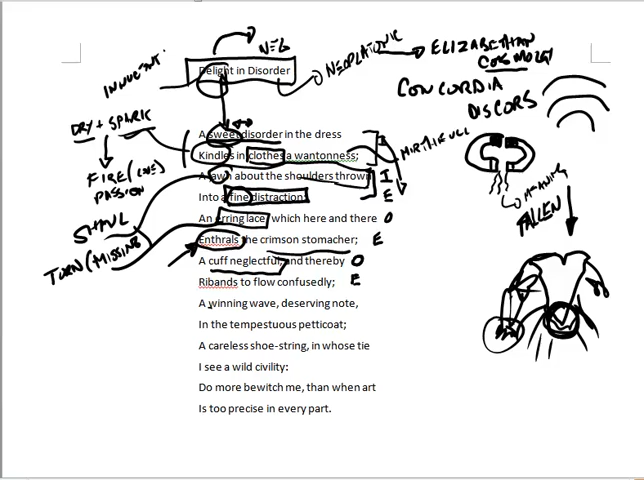 NEG
NEOPLATONIC
ELIZABETHAN
COSMOLOGY
CONCORDIA
DISCORS
INNOCENT
Delight in Disorder
DRY + SPARK
FIRE (LOVE)
PASSION
SHAWL
TORN (MISSING
MIRTHFULL
MEANING
FALLEN
A sweet disorder in the dress
Kindles in clothes a wantonness; I
A lawn about the shoulders thrown I
Into a fine distraction; E
An erring lace, which here and there O
Enthrals the crimson stomacher; E
A cuff neglectful, and thereby O
Ribands to flow confusedly; E
A winning wave, deserving note,
In the tempestuous petticoat;
A careless shoe-string, in whose tie
I see a wild civility:
Do more bewitch me, than when art
Is too precise in every part.